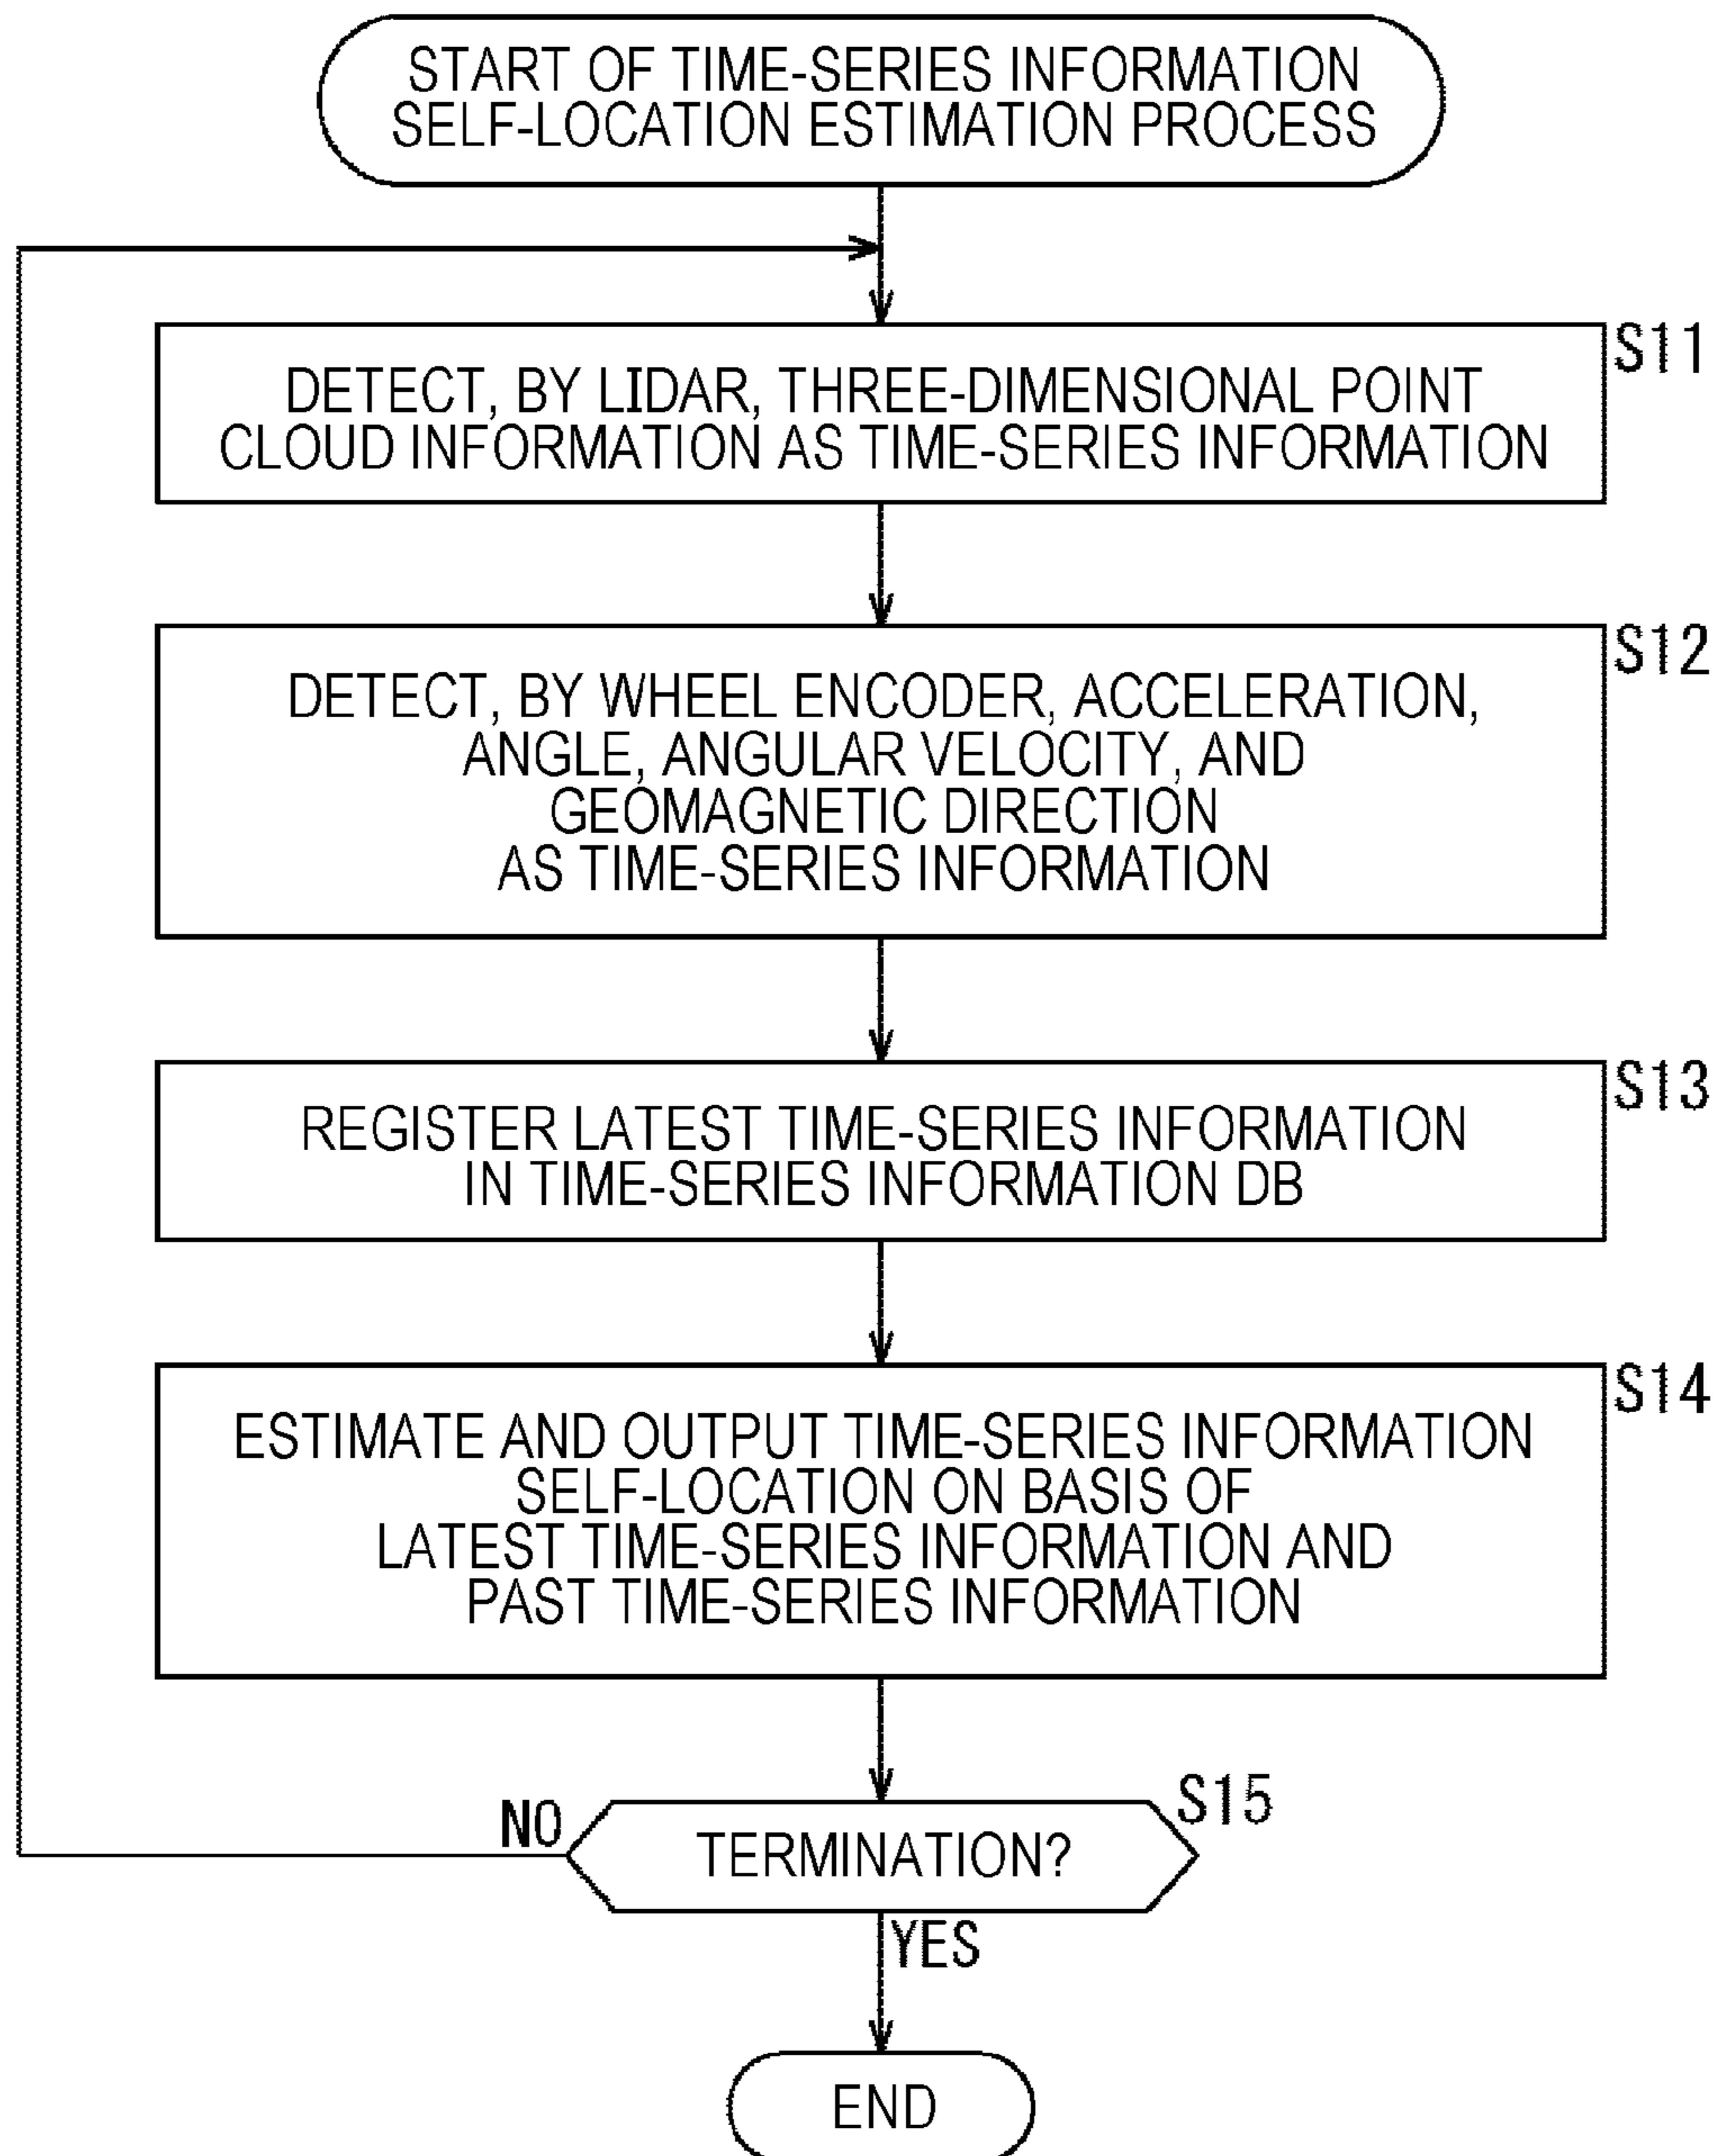 START OF TIME-SERIES INFORMATION
SELF-LOCATION ESTIMATION PROCESS
S11
DETECT, BY LIDAR, THREE-DIMENSIONAL POINT
CLOUD INFORMATION AS TIME-SERIES INFORMATION
S12
DETECT, BY WHEEL ENCODER, ACCELERATION,
ANGLE, ANGULAR VELOCITY, AND
GEOMAGNETIC DIRECTION
AS TIME-SERIES INFORMATION
S13
REGISTER LATEST TIME-SERIES INFORMATION
IN TIME-SERIES INFORMATION DB
S14
ESTIMATE AND OUTPUT TIME-SERIES INFORMATION
SELF-LOCATION ON BASIS OF
LATEST TIME-SERIES INFORMATION AND
PAST TIME-SERIES INFORMATION
S15
NO
TERMINATION?
YES
END